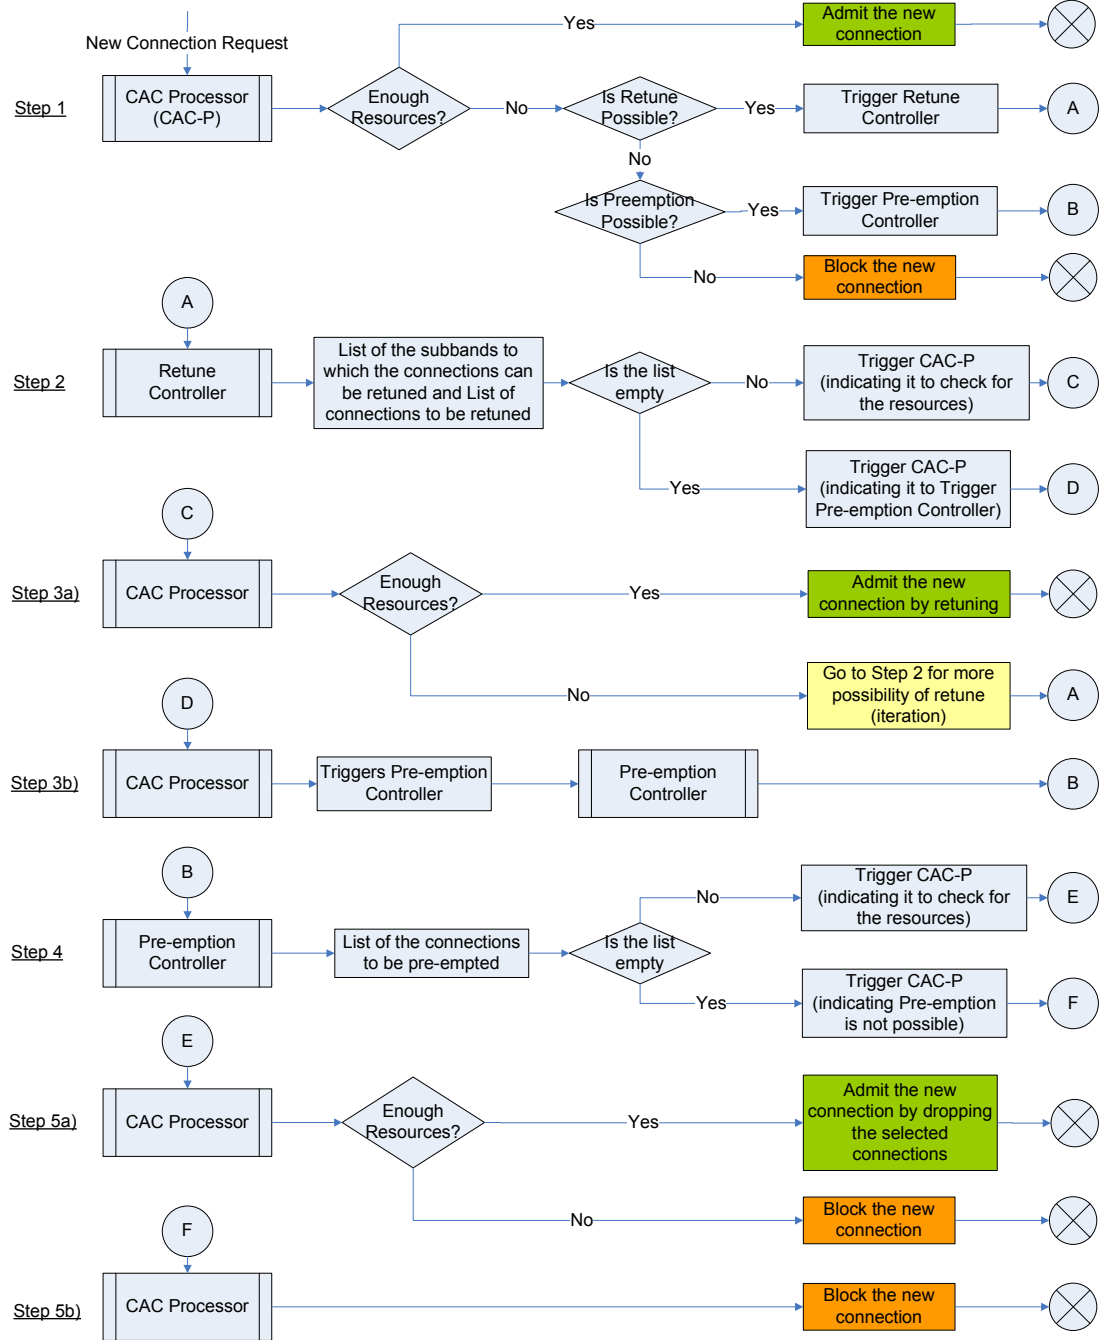 New Connection Request
Step 1
CAC Processor
(CAC-P)
Enough
Resources?
Yes
Admit the new
connection
No
Is Retune
Possible?
Yes
Trigger Retune
Controller
A
No
Is Preemption
Possible?
Yes
Trigger Pre-emption
Controller
B
No
Block the new
connection
A
Step 2
Retune
Controller
List of the subbands to
which the connections can
be retuned and List of
connections to be retuned
Is the list
empty
No
Trigger CAC-P
(indicating it to check for
the resources)
C
Yes
Trigger CAC-P
(indicating it to Trigger
Pre-emption Controller)
D
C
Step 3a)
CAC Processor
Enough
Resources?
Yes
Admit the new
connection by retuning
No
Go to Step 2 for more
possibility of retune
(iteration)
A
D
Step 3b)
CAC Processor
Triggers Pre-emption
Controller
Pre-emption
Controller
B
B
Step 4
Pre-emption
Controller
List of the connections
to be pre-empted
Is the list
empty
No
Trigger CAC-P
(indicating it to check for
the resources)
E
Yes
Trigger CAC-P
(indicating Pre-emption
is not possible)
F
E
Step 5a)
CAC Processor
Enough
Resources?
Yes
Admit the new
connection by dropping
the selected
connections
No
Block the new
connection
F
Step 5b)
CAC Processor
Block the new
connection